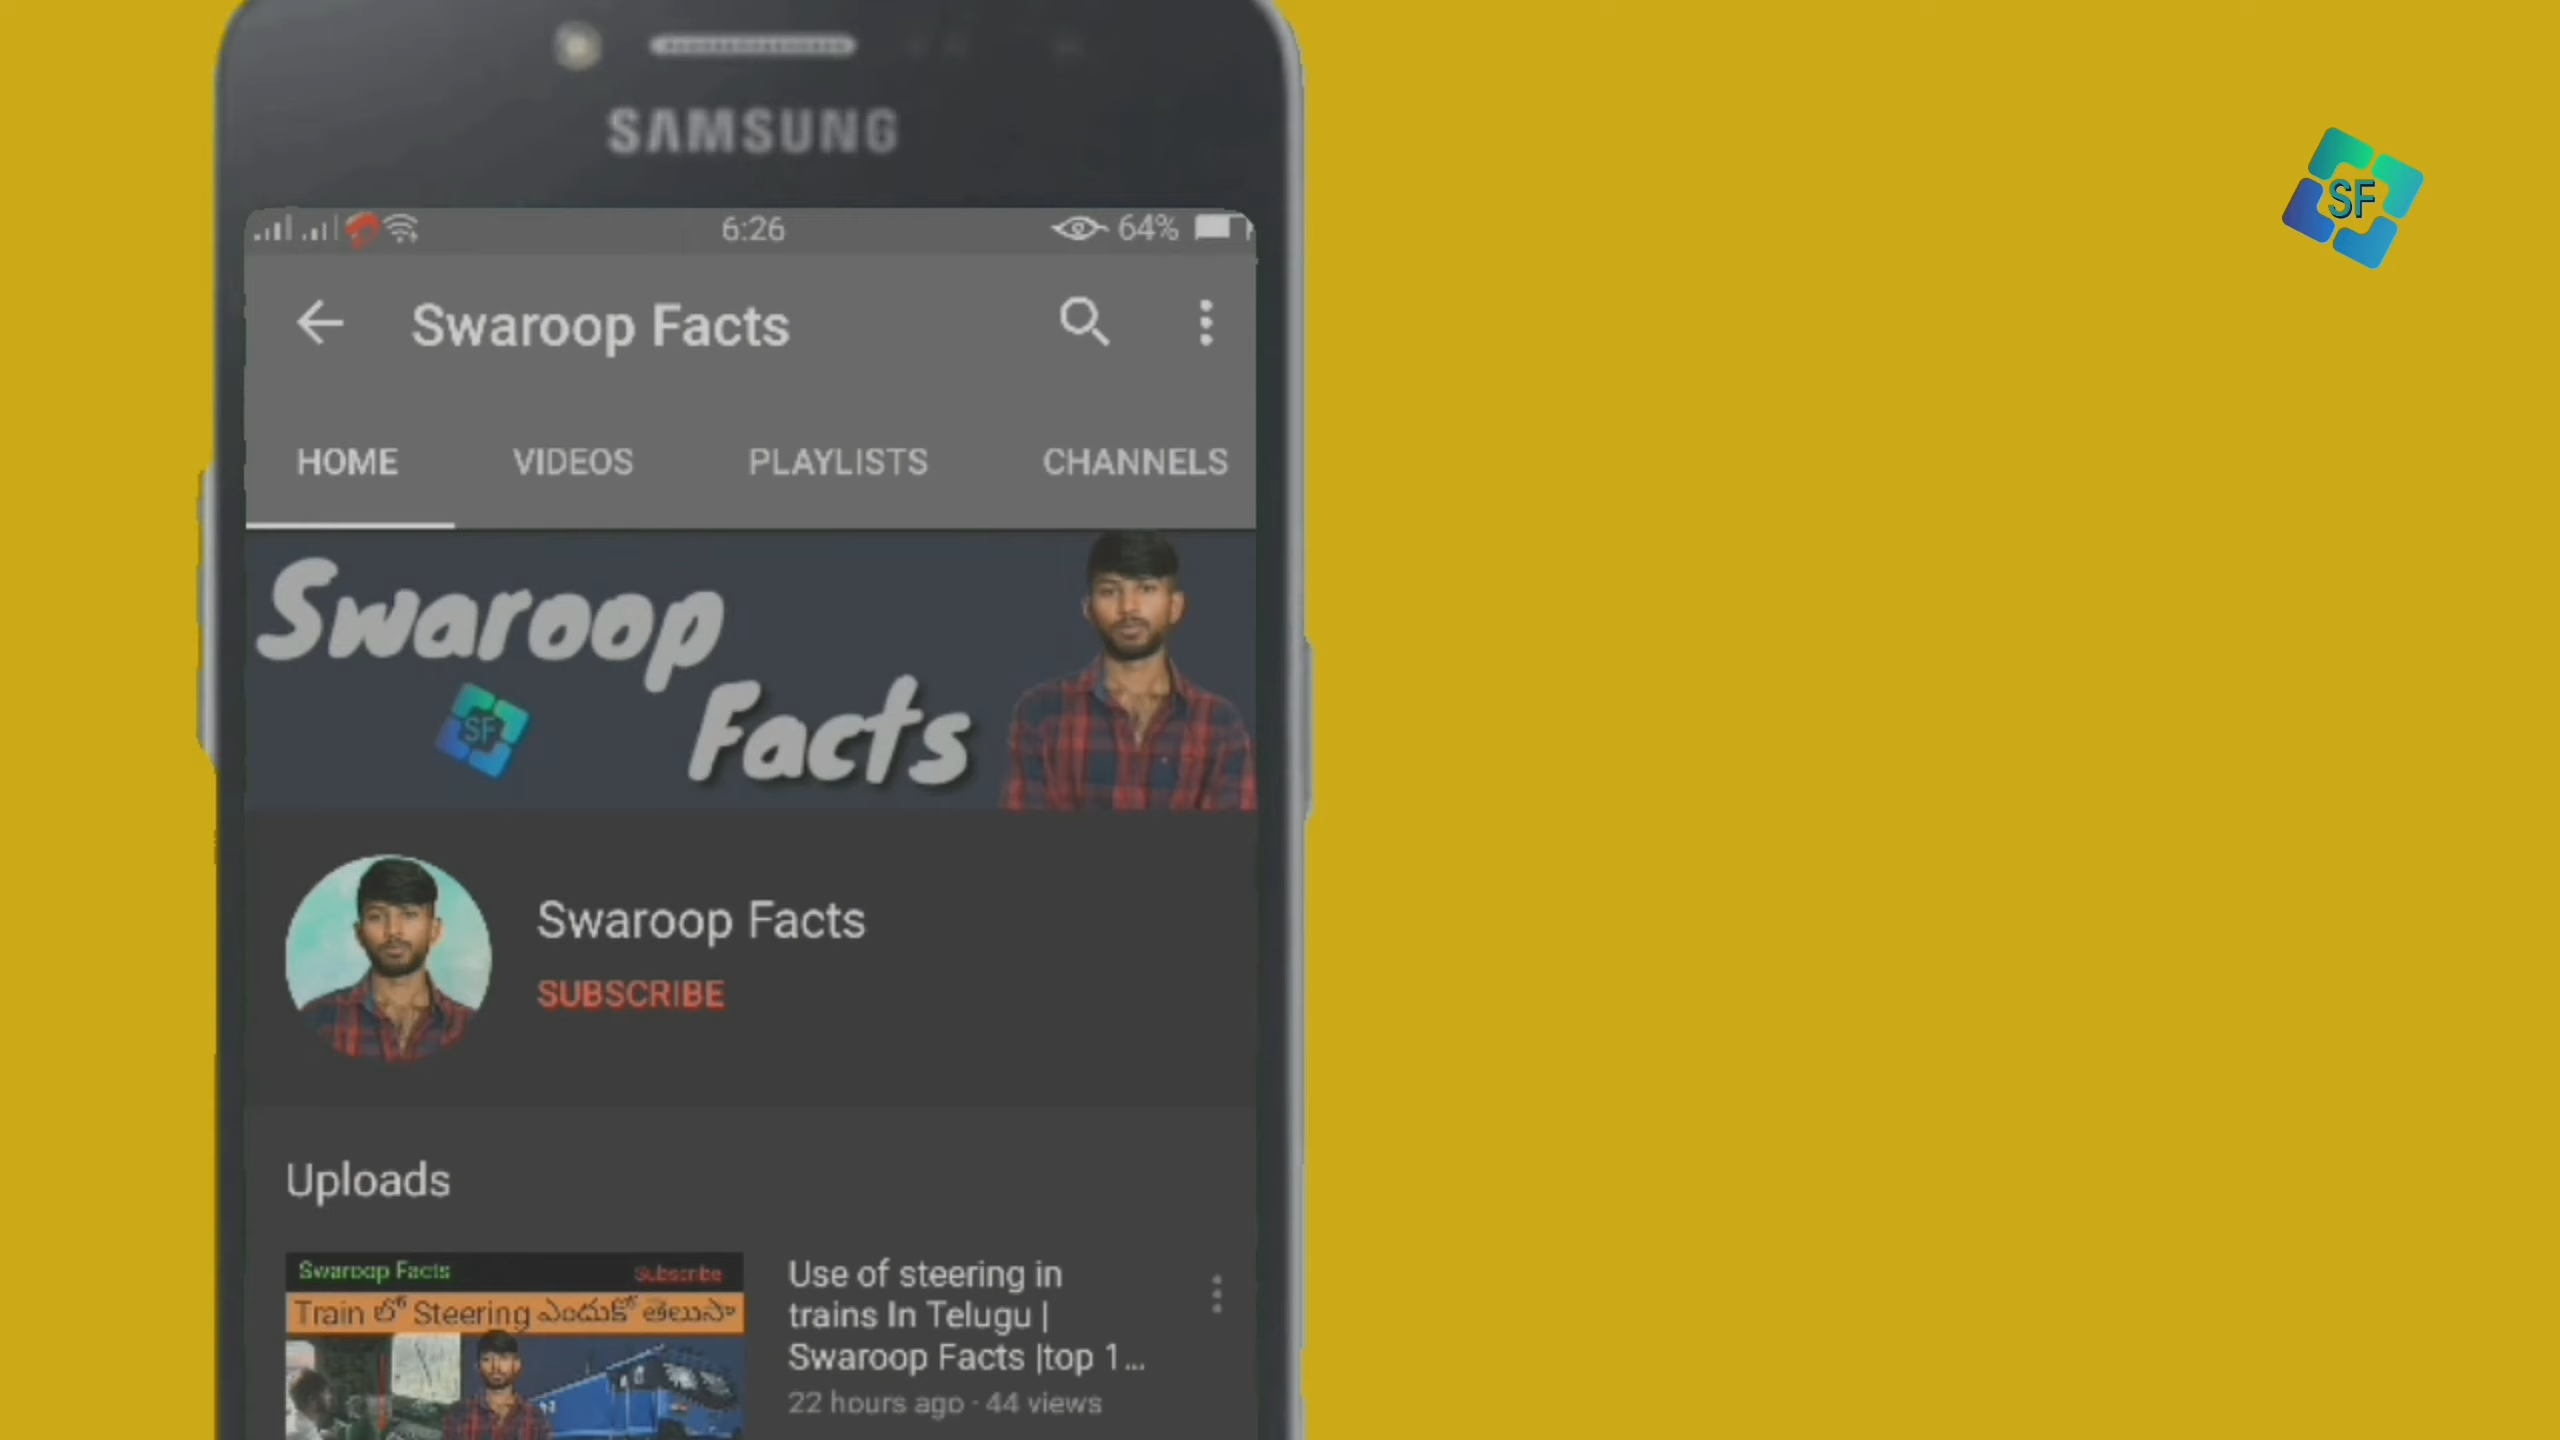 SAMSUNG
6:26
64%
SF
Swaroop Facts
HOME
VIDEOS
PLAYLISTS
CHANNELS
Swaroop
SF
Facts
Swaroop Facts
SUBSCRIBE
Uploads
Swaroop Facts
Subscribe
Train లో Steering ఎందుకో తెలుసా
Use of steering in
trains In Telugu |
Swaroop Facts |top 1...
22 hours ago · 44 views